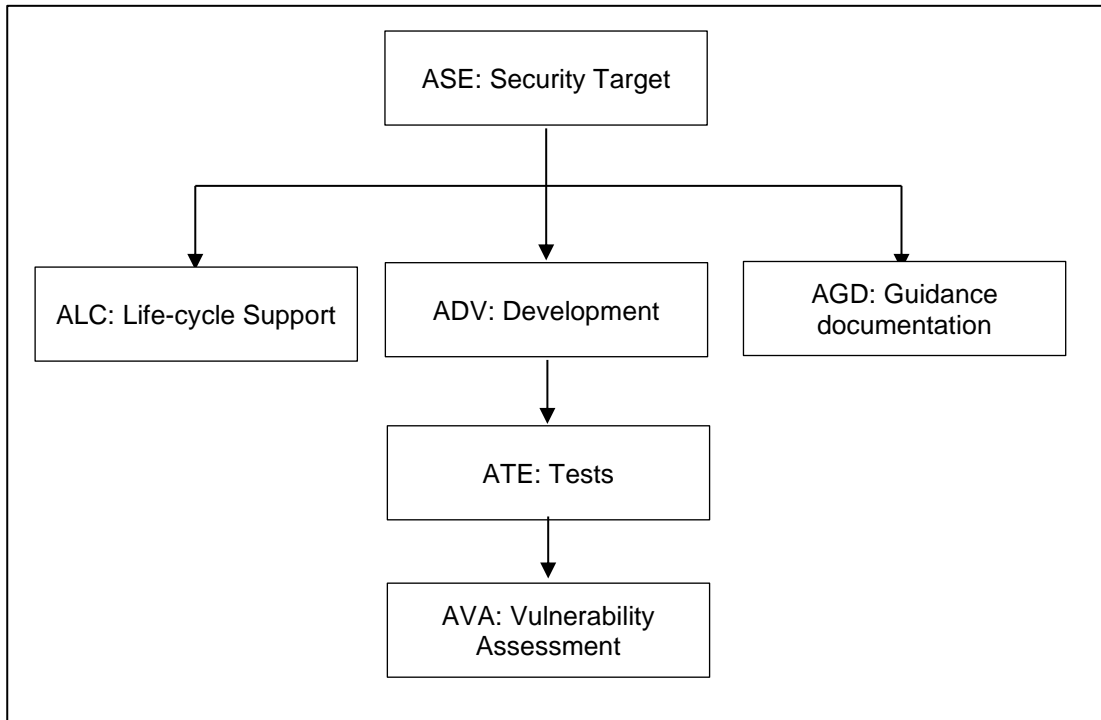 ASE: Security Target
ALC: Life-cycle Support
ADV: Development
AGD: Guidance
documentation
ATE: Tests
AVA: Vulnerability
Assessment